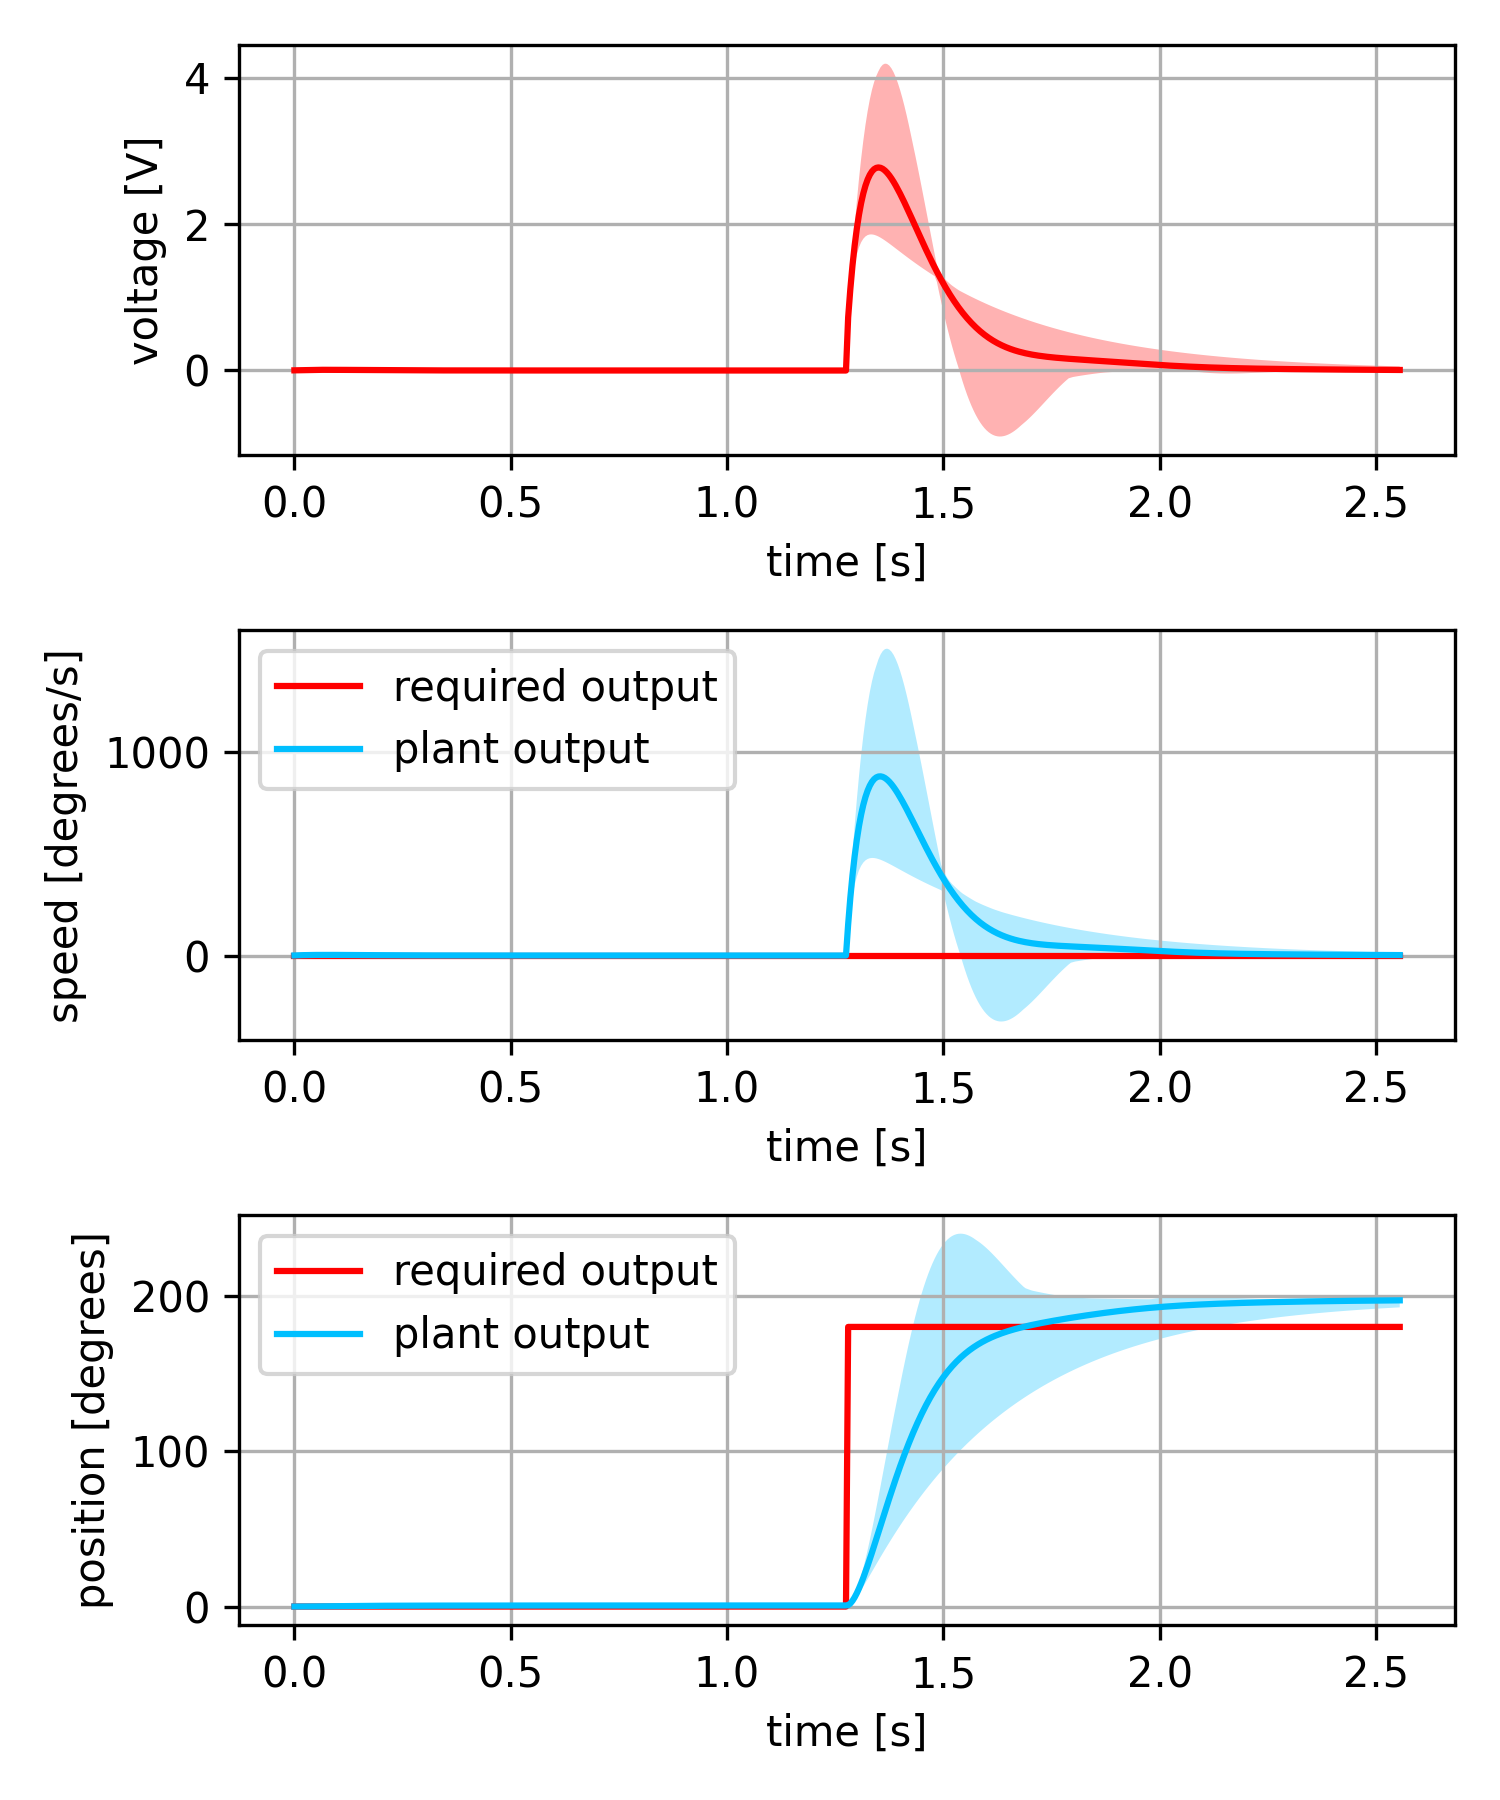 4
2
0
voltage [V]
0.0 0.5 1.0 1.5 2.0 2.5
time [s]
required output
plant output
1000
0
speed [degrees/s]
0.0 0.5 1.0 1.5 2.0 2.5
time [s]
required output
plant output
200
100
0
position [degrees]
0.0 0.5 1.0 1.5 2.0 2.5
time [s]